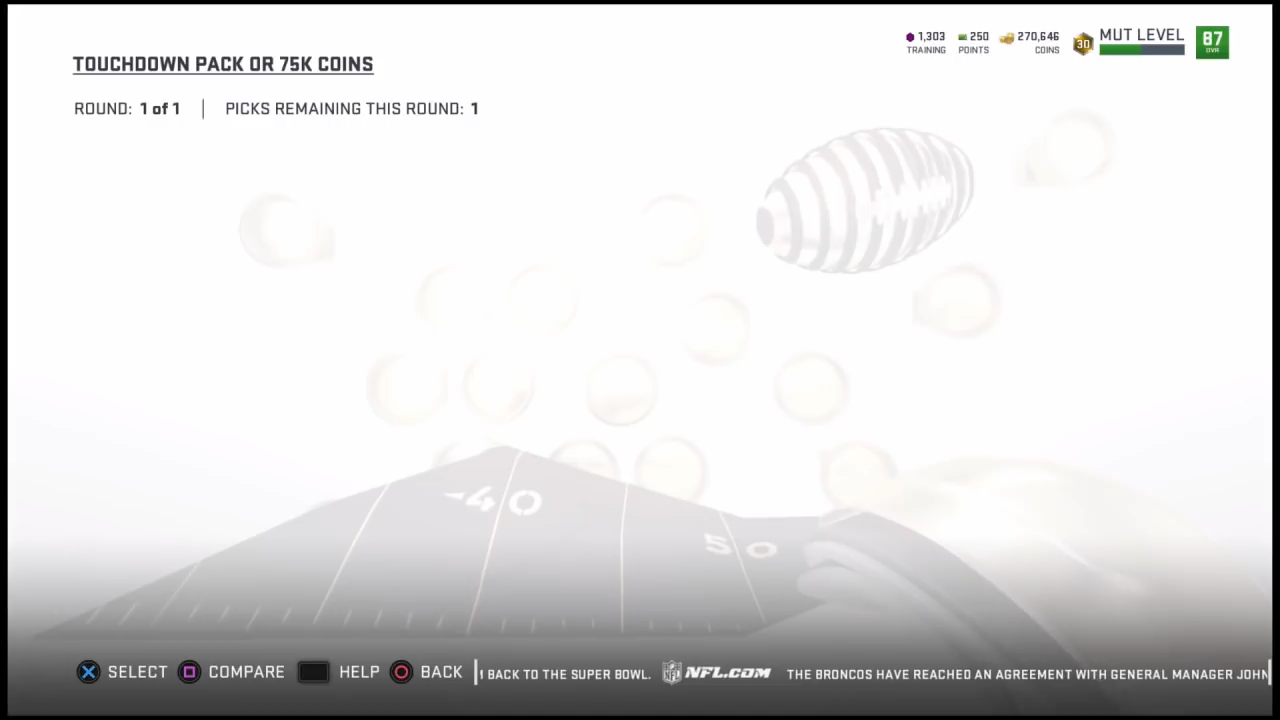 TOUCHDOWN PACK OR 75K COINS
1,303 TRAINING
250 POINTS
270,646 COINS
30
MUT LEVEL
87 OVR
ROUND: 1 of 1
PICKS REMAINING THIS ROUND: 1
40
50
SELECT
COMPARE
HELP
BACK
BACK TO THE SUPER BOWL.
NFL
NFL.COM
THE BRONCOS HAVE REACHED AN AGREEMENT WITH GENERAL MANAGER JOHN